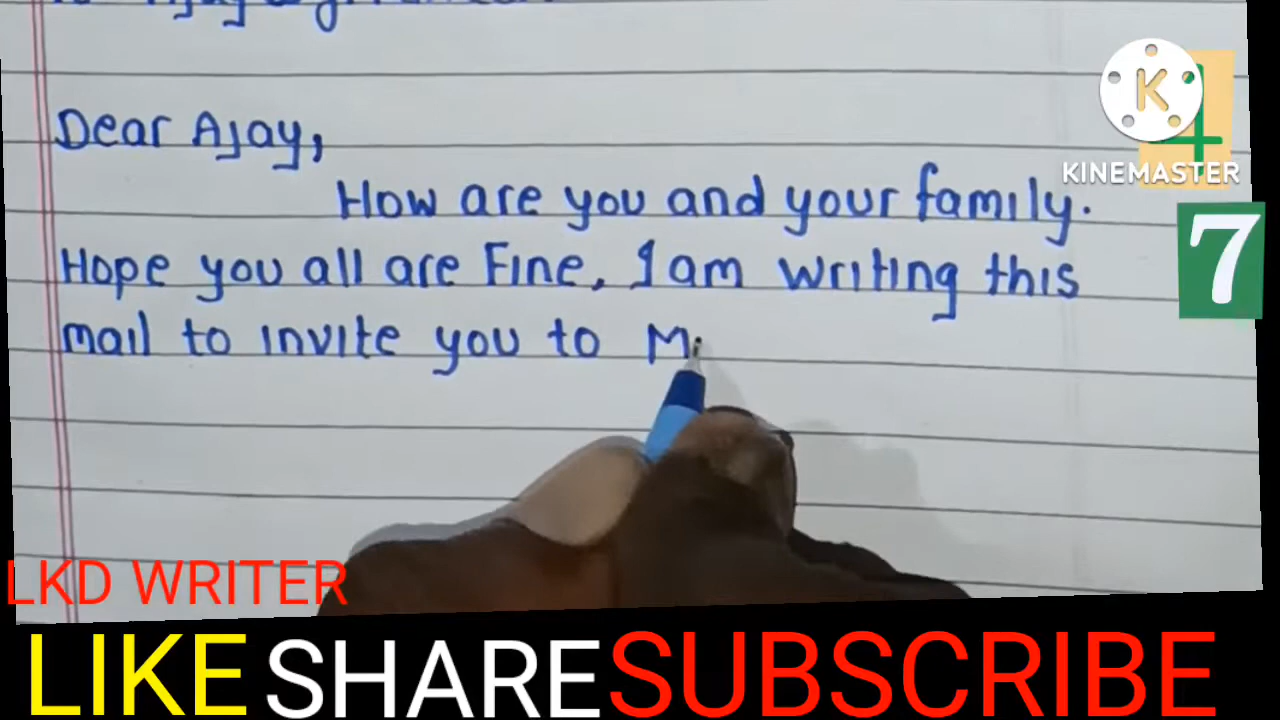 Dear Ajay,
How are you and your family.
Hope you all are Fine, I am writing this
mail to invite you to M
K
4
KINEMASTER
7
LKD WRITER
LIKE SHARE SUBSCRIBE